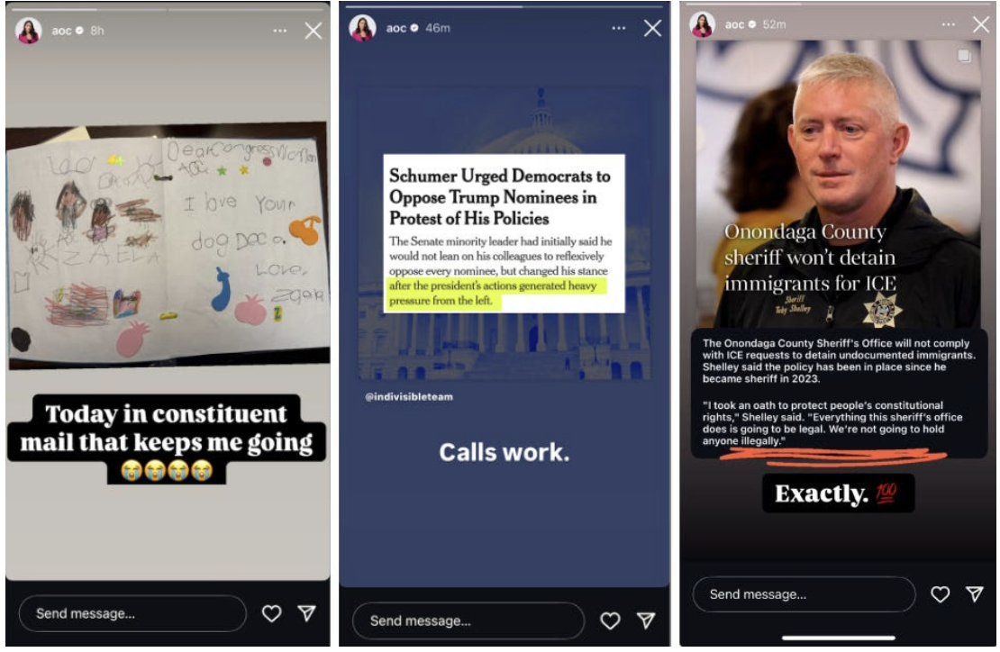 aoc 8h
Dear Congresswoman
AOC
I love your
dog Deco.
Love,
Today in constituent
mail that keeps me going
😭😭😭😭
Send message...
aoc 46m
Schumer Urged Democrats to
Oppose Trump Nominees in
Protest of His Policies
The Senate minority leader had initially said he
would not lean on his colleagues to reflexively
oppose every nominee, but changed his stance
after the president's actions generated heavy
pressure from the left.
@indivisibleteam
Calls work.
Send message...
aoc 52m
Onondaga County
sheriff won't detain
immigrants for ICE
Sheriff
Toby Shelley
The Onondaga County Sheriff's Office will not comply
with ICE requests to detain undocumented immigrants.
Shelley said the policy has been in place since he
became sheriff in 2023.
"I took an oath to protect people's constitutional
rights," Shelley said. "Everything this sheriff's office
does is going to be legal. We're not going to hold
anyone illegally."
Exactly. 💯
Send message...